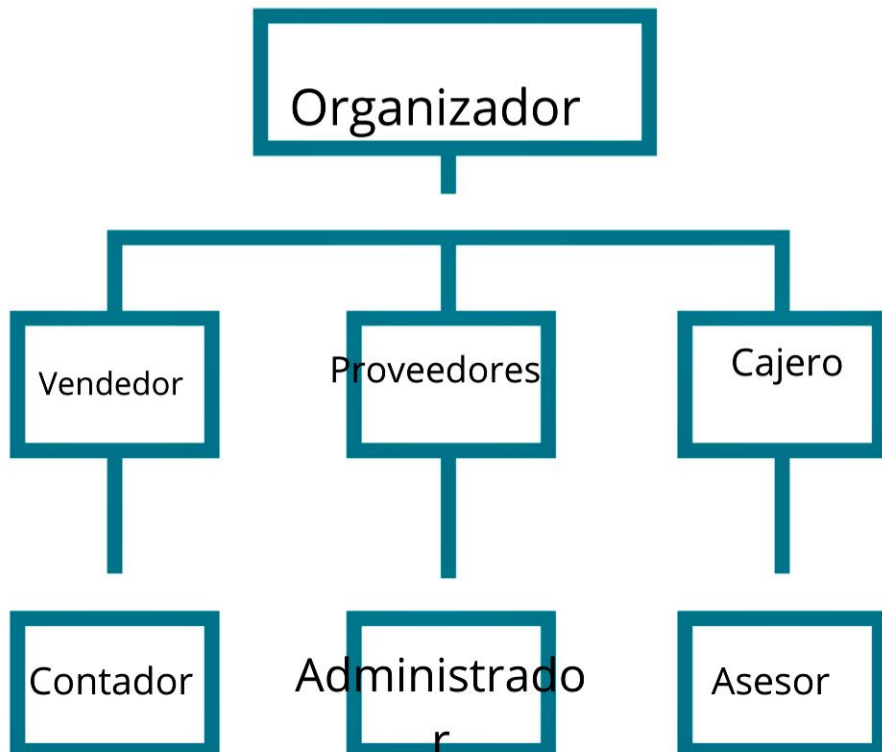 Organizador
Vendedor
Proveedores
Cajero
Contador
Administrado
r
Asesor